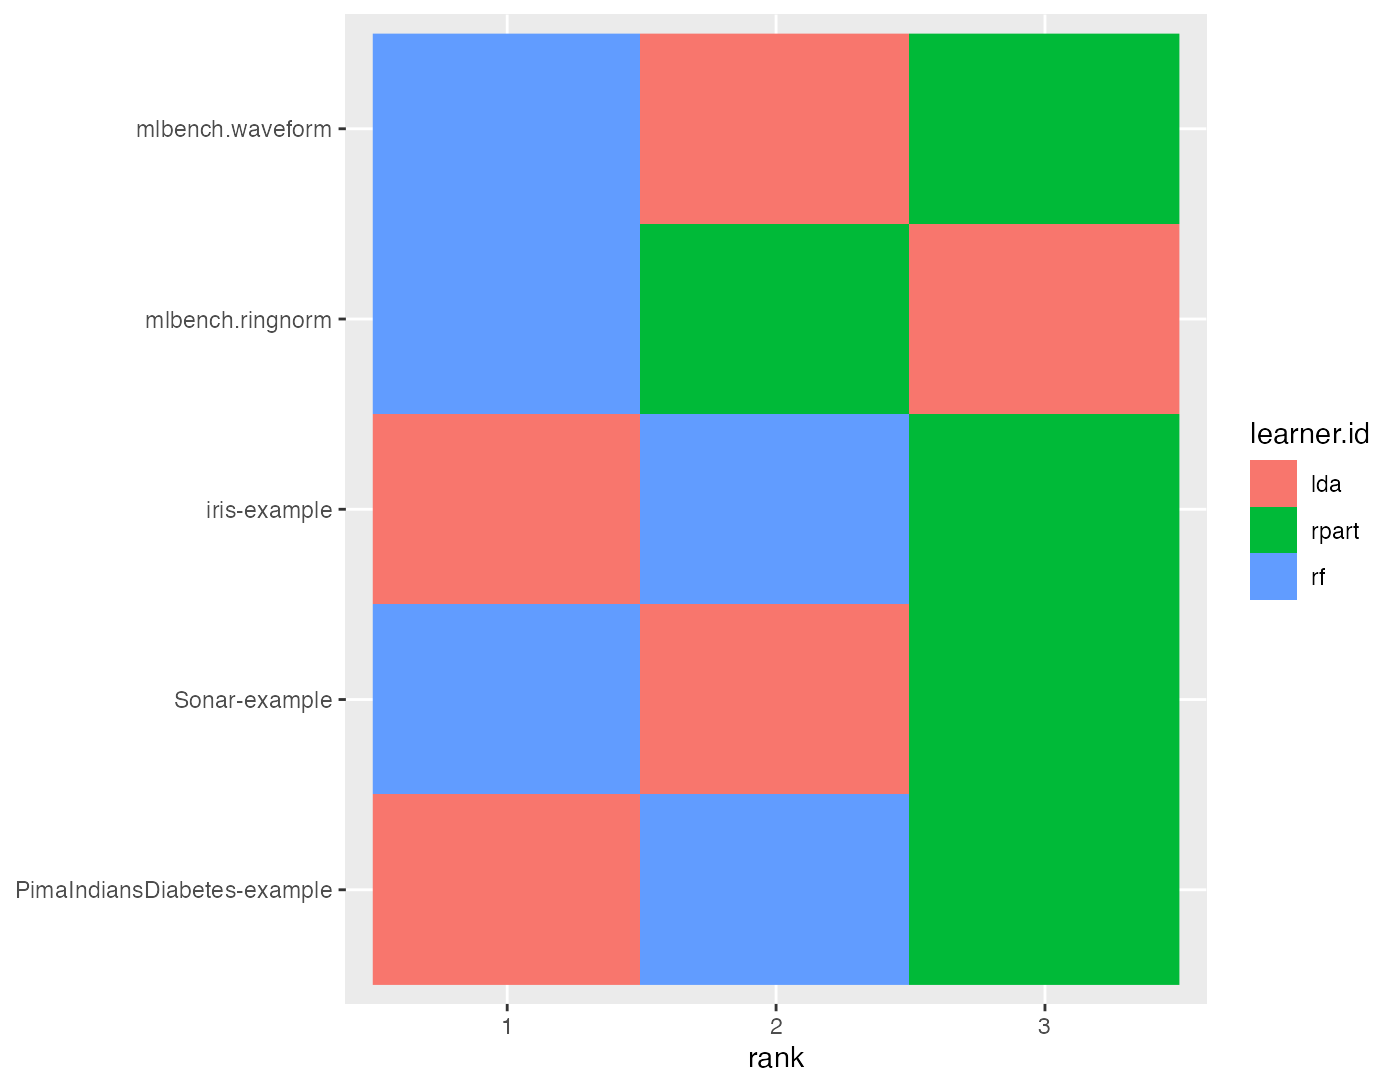 mlbench.waveform
mlbench.ringnorm
iris-example
Sonar-example
PimaIndiansDiabetes-example
1 2 3
rank
learner.id
lda
rpart
rf